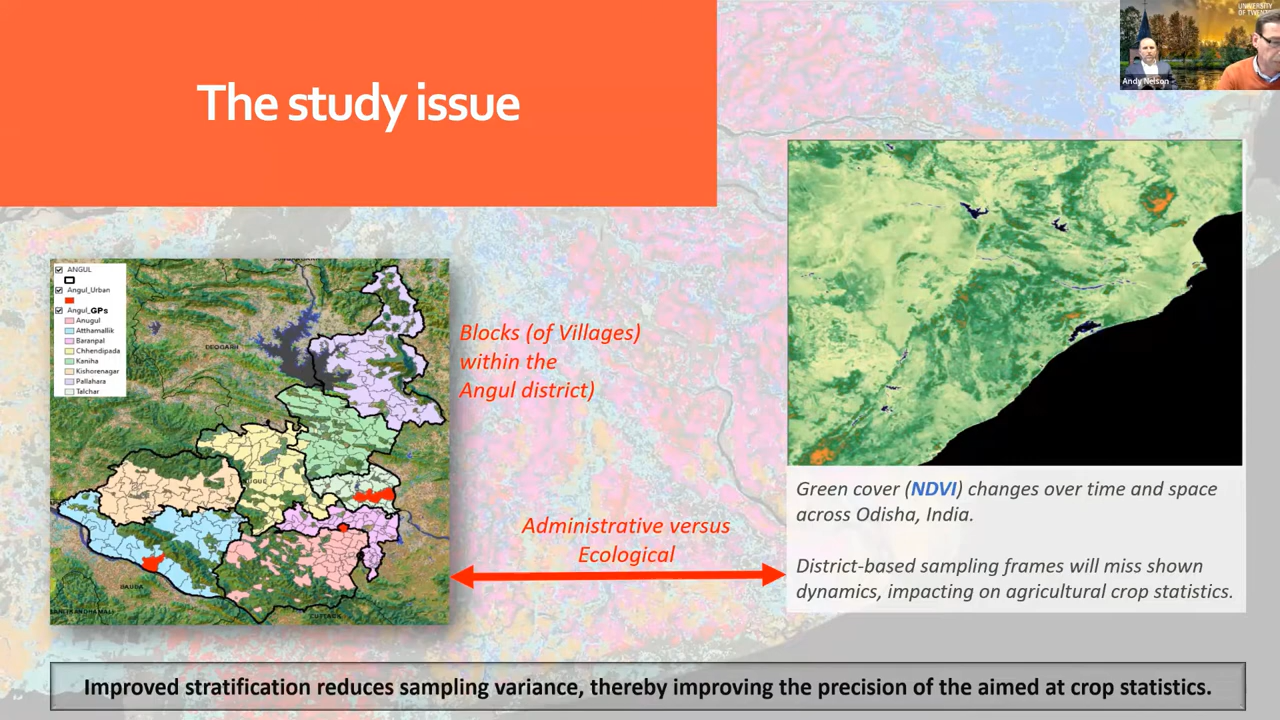 The study issue
UNIVERSITY
OF TWENTE
Andy Nelson
ANGUL
Angul_Urban
Angul_GPs
Anugul
Atthamallik
Baranpal
Chhendipada
Kaniha
Kishorenagar
Pallahara
Talchar
DEOGARH
BAUDA
CUTTACK
Blocks (of Villages)
within the
Angul district)
Administrative versus
Ecological
Green cover (NDVI) changes over time and space
across Odisha, India.
District-based sampling frames will miss shown
dynamics, impacting on agricultural crop statistics.
Improved stratification reduces sampling variance, thereby improving the precision of the aimed at crop statistics.